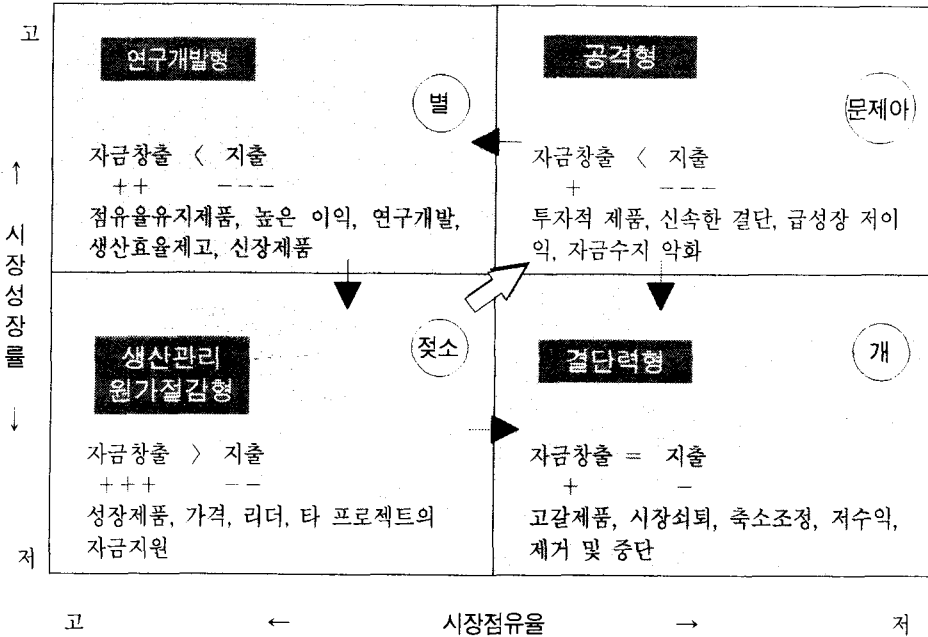 고
연구개발형
별
자금창출 < 지출
++ ---
점유율유지제품, 높은 이익, 연구개발,
생산효율제고, 신장제품
공격형
문제아
자금창출 < 지출
+ ---
투자적 제품, 신속한 결단, 급성장 저이
익, 자금수지 악화
↑
시
장
성
장
률
↓
생산관리
원가절감형
젖소
자금창출 > 지출
+++ --
성장제품, 가격, 리더, 타 프로젝트의
자금지원
결단력형
개
자금창출 = 지출
+ -
고갈제품, 시장쇠퇴, 축소조정, 저수익,
제거 및 중단
저
고 ← 시장점유율 → 저